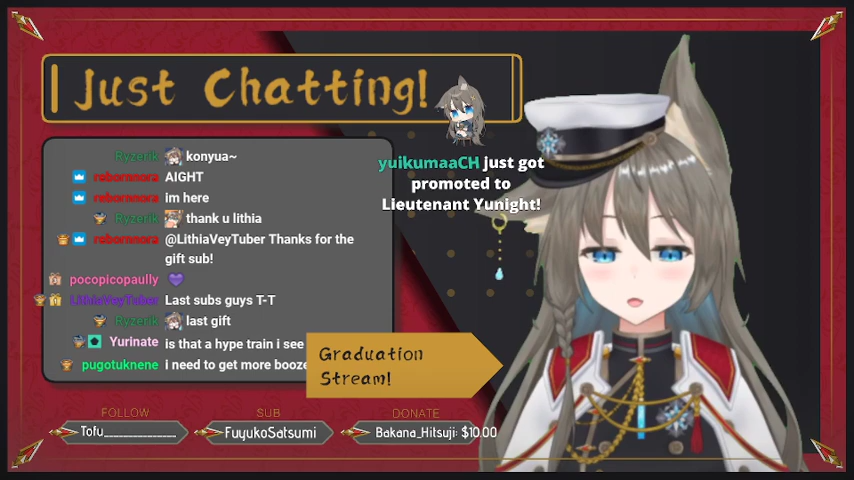 Just Chatting!
Ryzerik konyua~
rebornnora AIGHT
rebornnora im here
Ryzerik thank u lithia
rebornnora @LithiaVeyTuber Thanks for the
gift sub!
pocopicopaully
LithiaVeyTuber Last subs guys T-T
Ryzerik last gift
Yurinate is that a hype train i see
pugotuknene i need to get more booze
yuikumaaCH just got
promoted to
Lieutenant Yunight!
Graduation
Stream!
FOLLOW
Tofu______________
SUB
FuyukoSatsumi
DONATE
Bakana_Hitsuji: $10.00